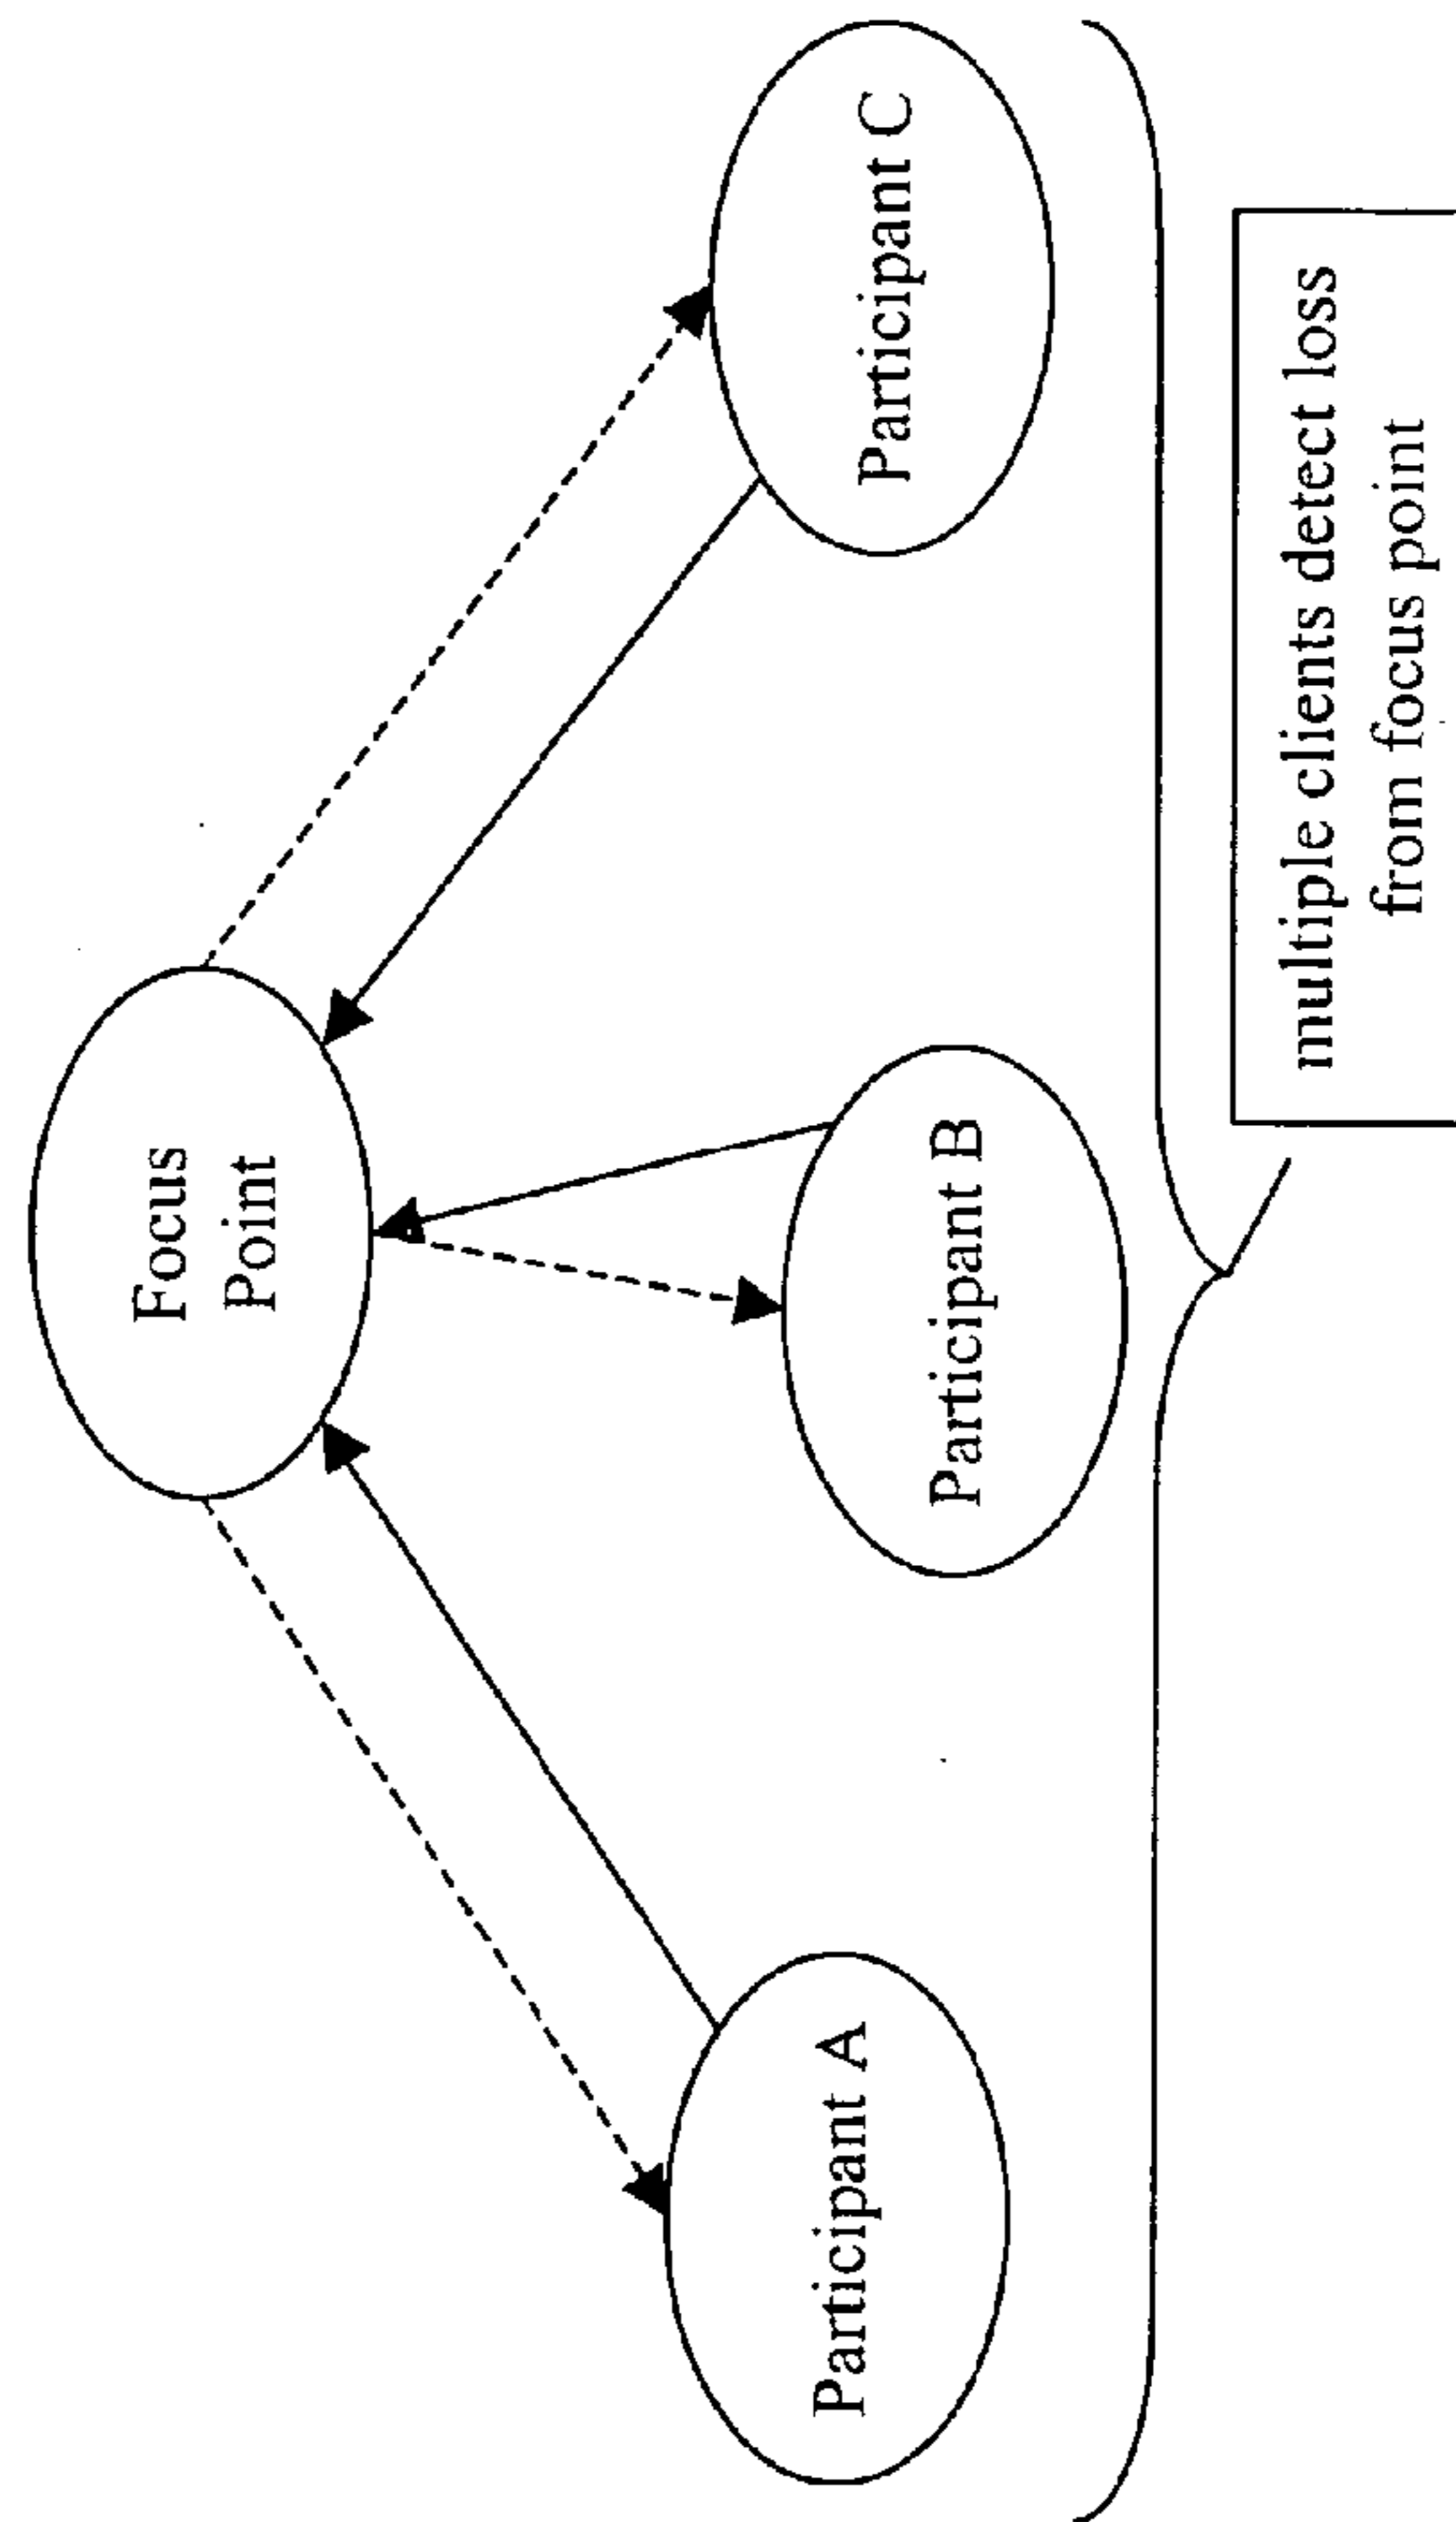 Focus
Point
Participant A
Participant B
Participant C
multiple clients detect loss
from focus point